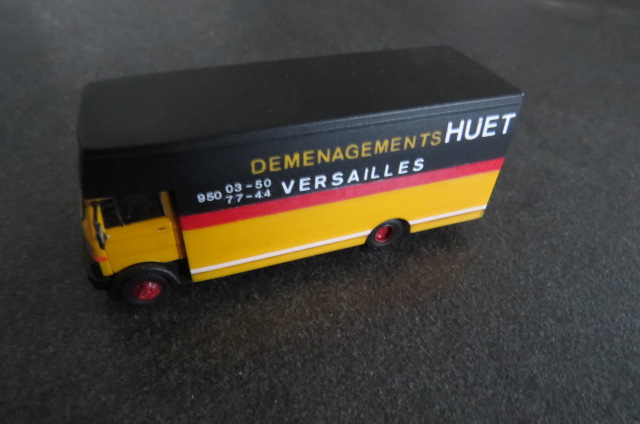 DEMENAGEMENTS HUET
950 03-50 VERSAILLES
77-44